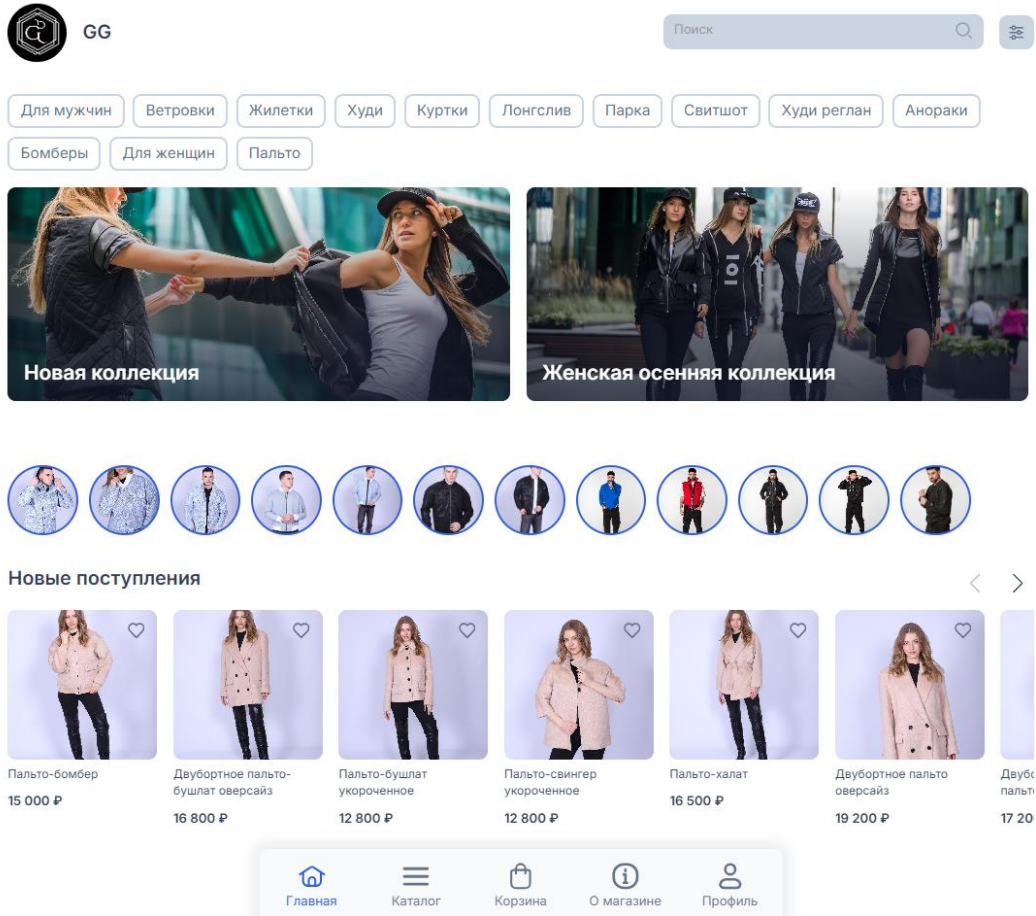 GG
Поиск
Для мужчин
Ветровки
Жилетки
Худи
Куртки
Лонгслив
Парка
Свитшот
Худи реглан
Анораки
Бомберы
Для женщин
Пальто
Новая коллекция
101
Женская осенняя коллекция
Новые поступления
Пальто-бомбер
15 000 ₽
Двубортное пальто-
бушлат оверсайз
16 800 ₽
Пальто-бушлат
укороченное
12 800 ₽
Пальто-свингер
укороченное
12 800 ₽
Пальто-халат
16 500 ₽
Двубортное пальто
оверсайз
19 200 ₽
Главная
Каталог
Корзина
О магазине
Профиль